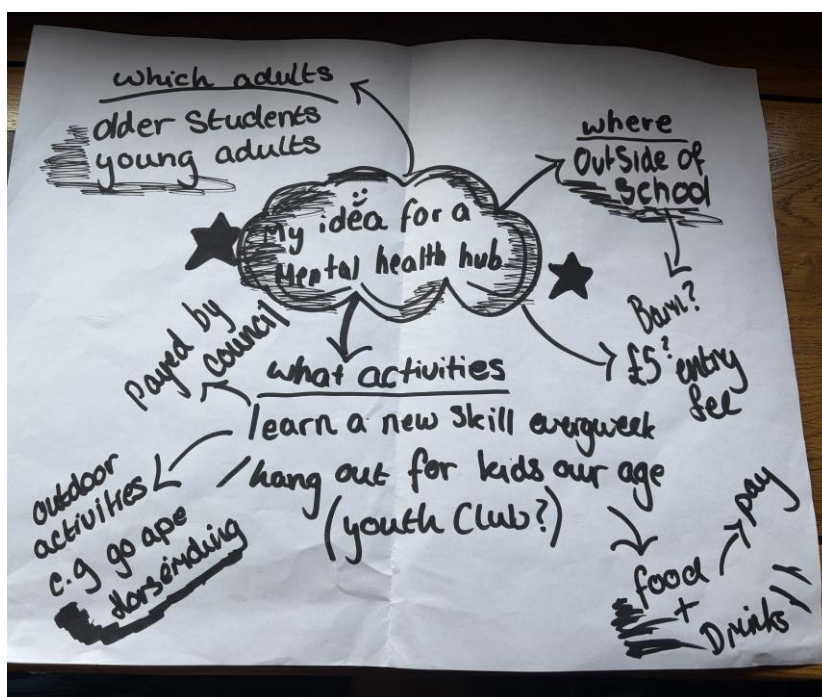 which adults
older students
young adults
where
Outside of
School
Barn?
£5? entry
fee
My idea for a
Mental health hub
Payed by
council
what activities
learn a new skill everyweek
/hang out for kids our age
(youth Club?)
outdoor
activities
e.g go ape
Horseriding
food
+
Drinks
pay